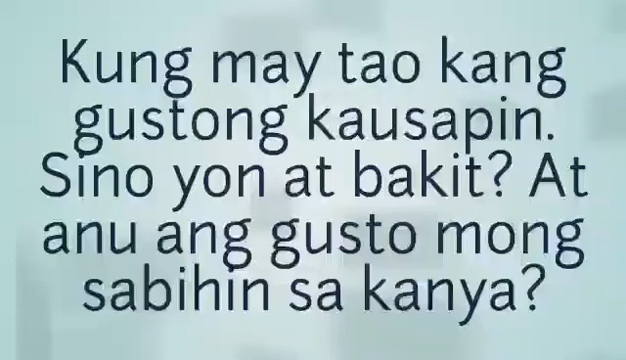 Kung may tao kang
gustong kausapin.
Sino yon at bakit? At
anu ang gusto mong
sabihin sa kanya?